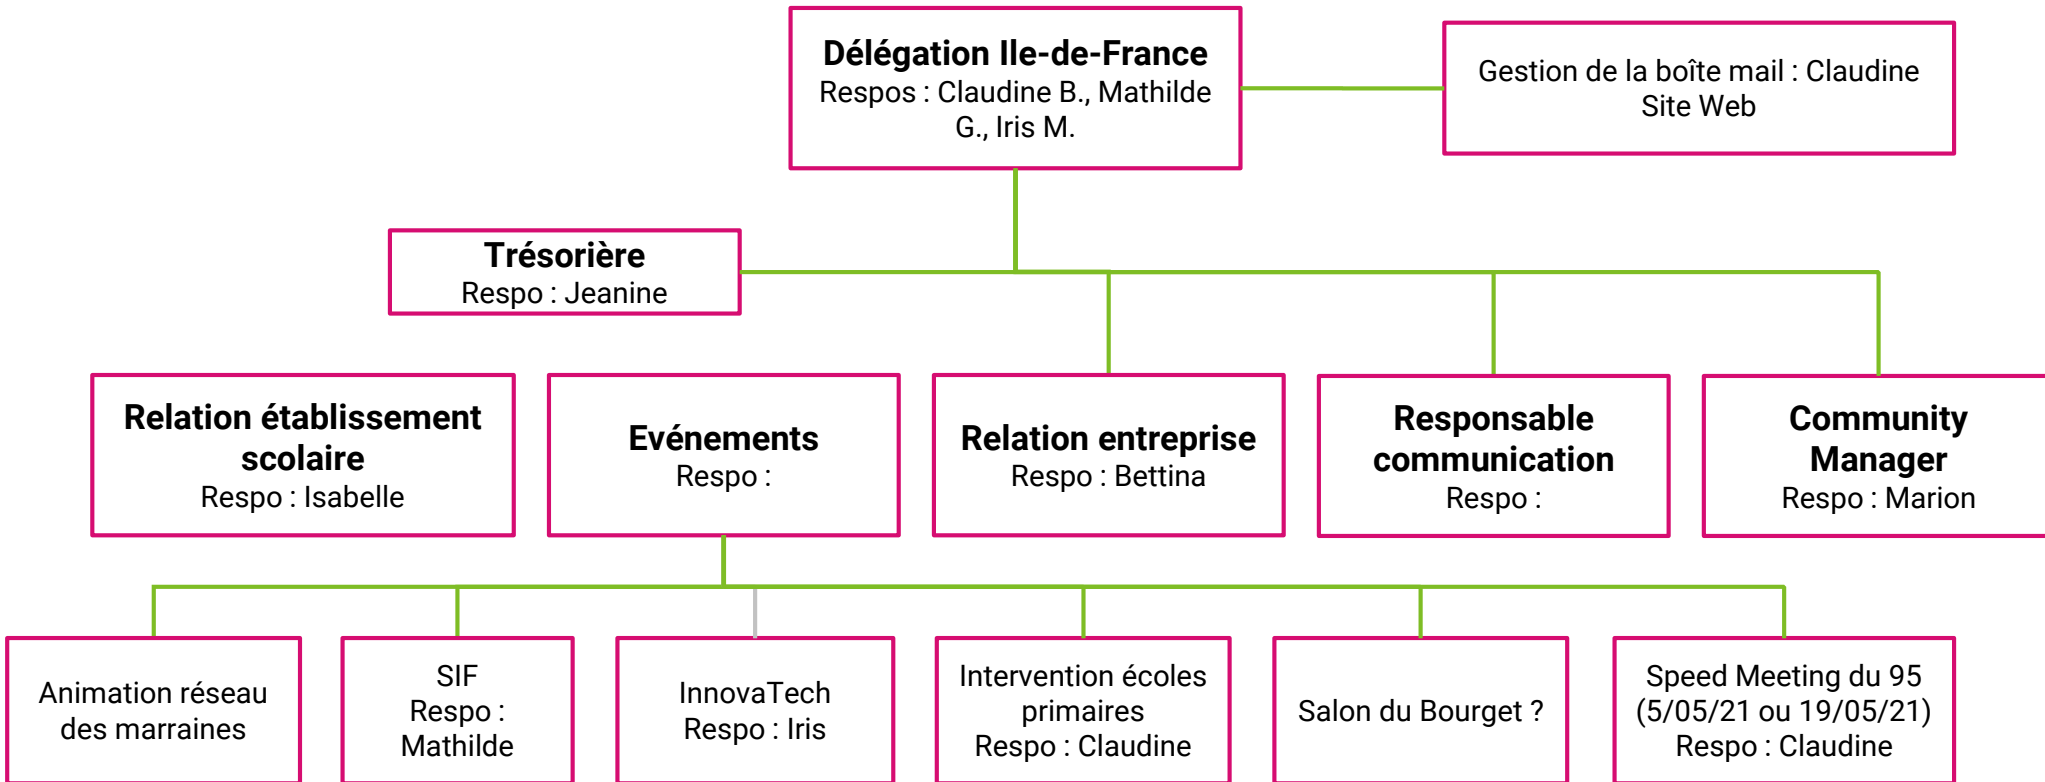 Délégation Ile-de-France
Respos : Claudine B., Mathilde
G., Iris M.
Gestion de la boîte mail : Claudine
Site Web
Trésorière
Respo : Jeanine
Relation établissement
scolaire
Respo : Isabelle
Evénements
Respo :
Relation entreprise
Respo : Bettina
Responsable
communication
Respo :
Community
Manager
Respo : Marion
Animation réseau
des marraines
SIF
Respo :
Mathilde
InnovaTech
Respo : Iris
Intervention écoles
primaires
Respo : Claudine
Salon du Bourget ?
Speed Meeting du 95
(5/05/21 ou 19/05/21)
Respo : Claudine